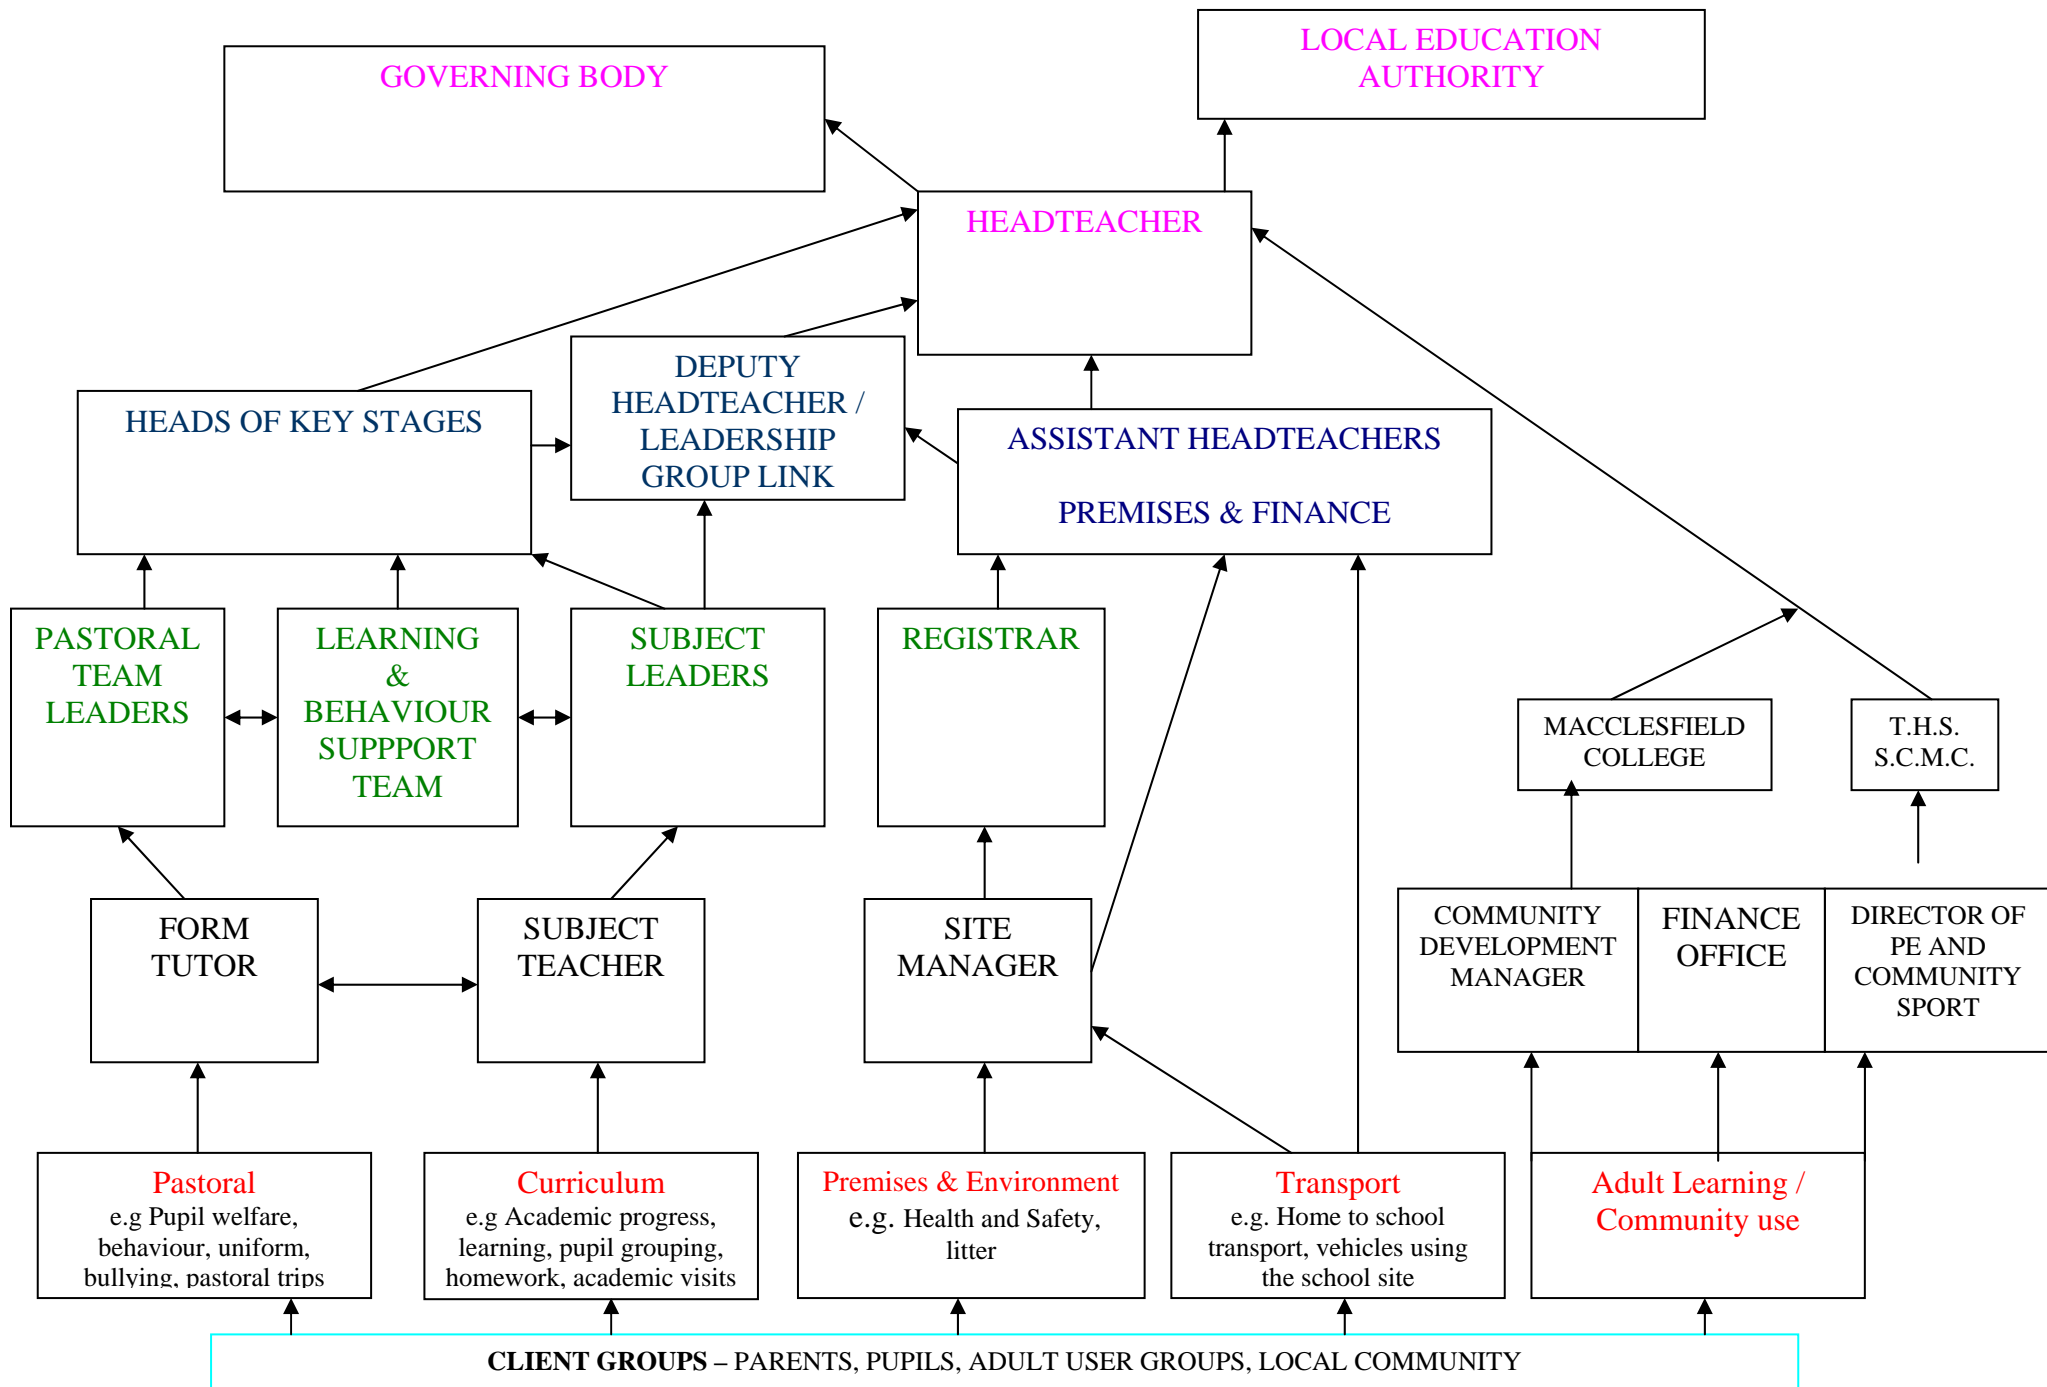 LOCAL EDUCATION
AUTHORITY
GOVERNING BODY
HEADTEACHER
DEPUTY
HEADTEACHER /
LEADERSHIP
GROUP LINK
HEADS OF KEY STAGES
ASSISTANT HEADTEACHERS
PREMISES & FINANCE
PASTORAL
TEAM
LEADERS
LEARNING
&
BEHAVIOUR
SUPPPORT
TEAM
SUBJECT
LEADERS
REGISTRAR
MACCLESFIELD
COLLEGE
T.H.S.
S.C.M.C.
FORM
TUTOR
SUBJECT
TEACHER
SITE
MANAGER
COMMUNITY
DEVELOPMENT
MANAGER
FINANCE
OFFICE
DIRECTOR OF
PE AND
COMMUNITY
SPORT
Pastoral
e.g Pupil welfare,
behaviour, uniform,
bullying, pastoral trips
Curriculum
e.g Academic progress,
learning, pupil grouping,
homework, academic visits
Premises & Environment
e.g. Health and Safety,
litter
Transport
e.g. Home to school
transport, vehicles using
the school site
Adult Learning /
Community use
CLIENT GROUPS – PARENTS, PUPILS, ADULT USER GROUPS, LOCAL COMMUNITY